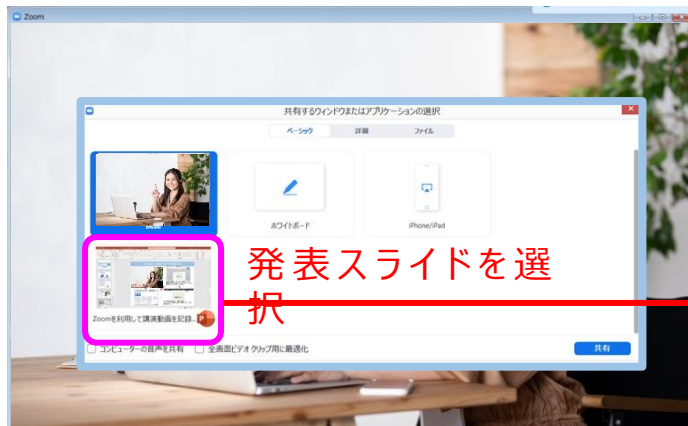 Zoom
共有するウィンドウまたはアプリケーションの選択
ベーシック 詳細 ファイル
ホワイトボード iPhone/iPad
発表スライドを選
択
Zoomを利用して講演動画を記録...
コンピューターの音声を共有 全画面ビデオ クリップ用に最適化 共有